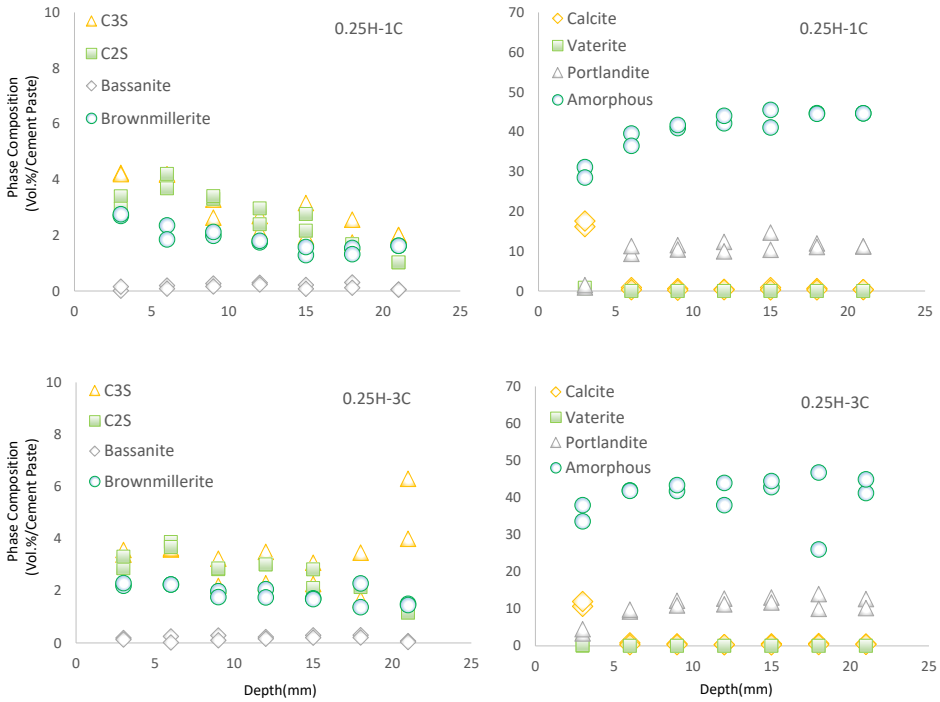 Phase Composition
(Vol.%/Cement Paste)
10
8
6
4
2
0
0 5 10 15 20 25
C3S
C2S
Bassanite
Brownmillerite
0.25H-1C
70
60
50
40
30
20
10
0
0 5 10 15 20 25
Calcite
Vaterite
Portlandite
Amorphous
0.25H-1C
Phase Composition
(Vol.%/Cement Paste)
10
8
6
4
2
0
0 5 10 15 20 25
Depth(mm)
C3S
C2S
Bassanite
Brownmillerite
0.25H-3C
70
60
50
40
30
20
10
0
0 5 10 15 20 25
Depth(mm)
Calcite
Vaterite
Portlandite
Amorphous
0.25H-3C